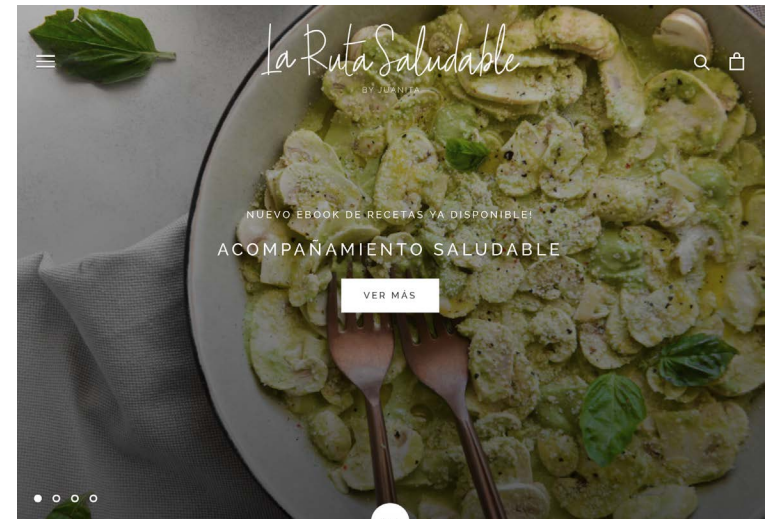 La Ruta Saludable
BY JUANITA
NUEVO EBOOK DE RECETAS YA DISPONIBLE!
ACOMPAÑAMIENTO SALUDABLE
VER MÁS